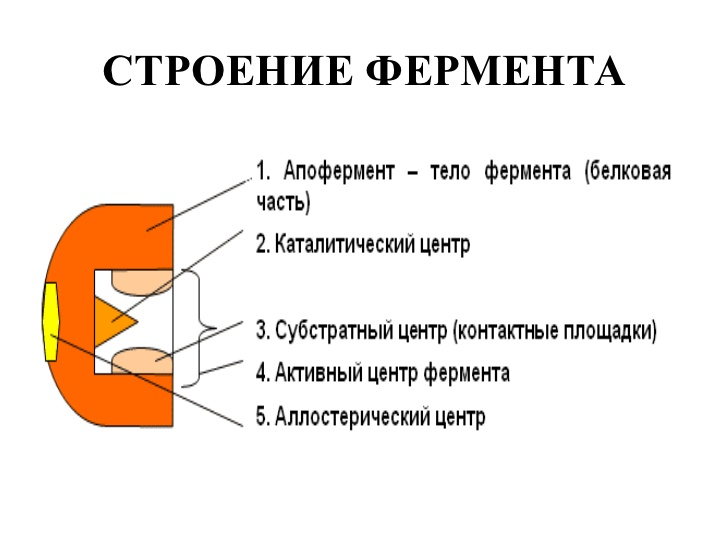 СТРОЕНИЕ ФЕРМЕНТА
1. Апофермент – тело фермента (белковая
часть)
2. Каталитический центр
3. Субстратный центр (контактные площадки)
4. Активный центр фермента
5. Аллостерический центр